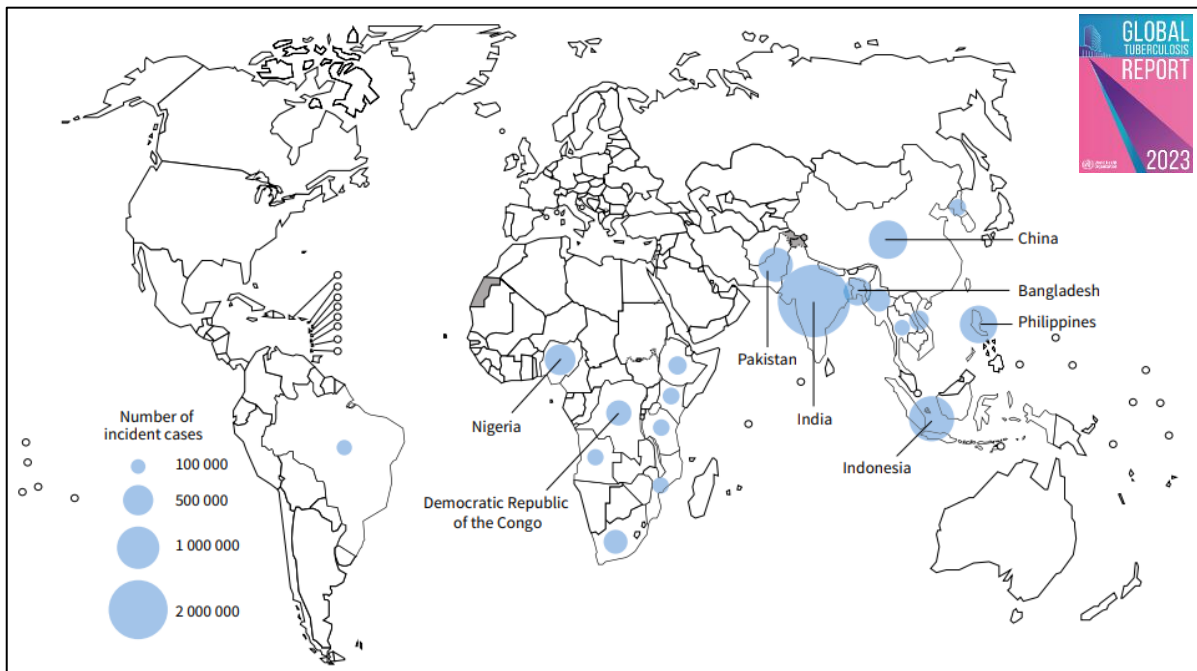 GLOBAL
TUBERCULOSIS
REPORT
2023
China
Bangladesh
Philippines
Pakistan
India
Indonesia
Nigeria
Democratic Republic
of the Congo
Number of
incident cases
100 000
500 000
1 000 000
2 000 000